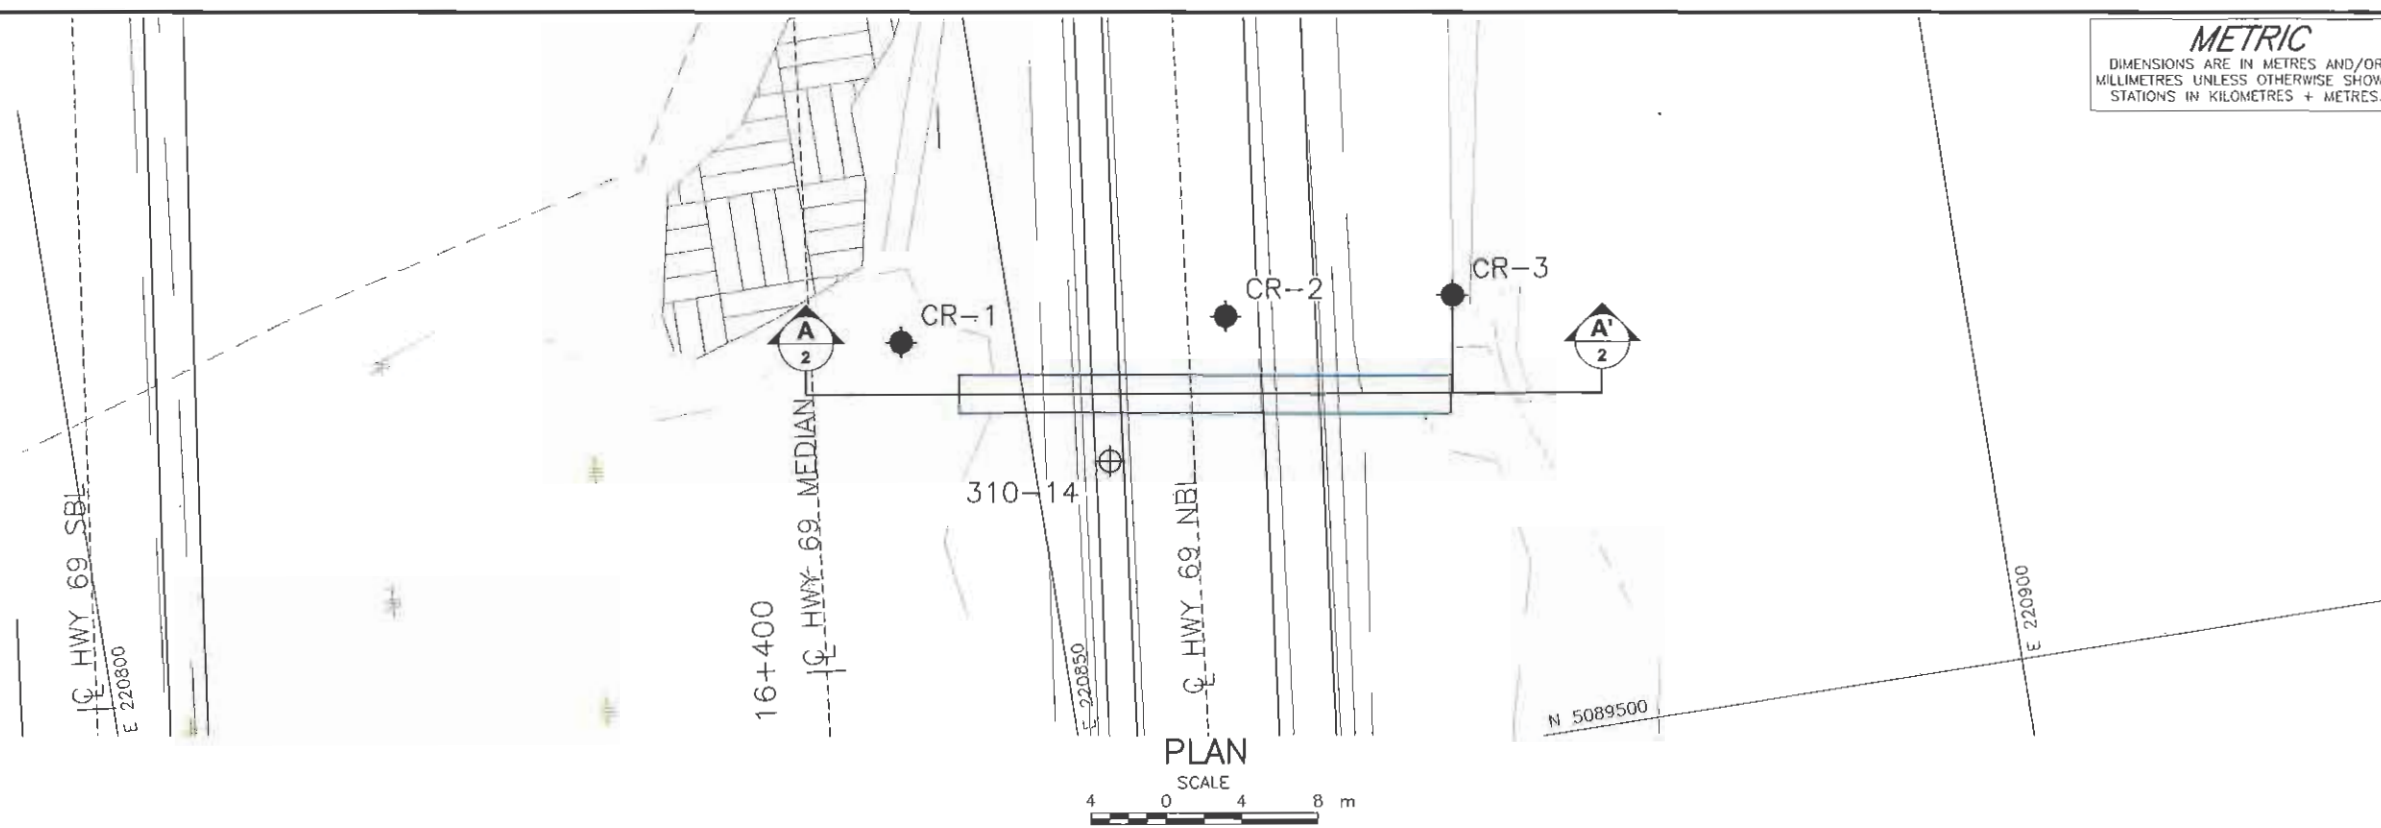 METRIC
DIMENSIONS ARE IN METRES AND/OR
MILLIMETRES UNLESS OTHERWISE SHOW
STATIONS IN KILOMETRES + METRES.
CR-3
CR-2
CR-1
A
2
A'
2
310-14
℄ HWY 69 SBL
E 220800
16+400
℄ HWY 69 MEDIAN
E 220850
℄ HWY 69 NBL
N 5089500
E 220900
PLAN
SCALE
4 0 4 8 m